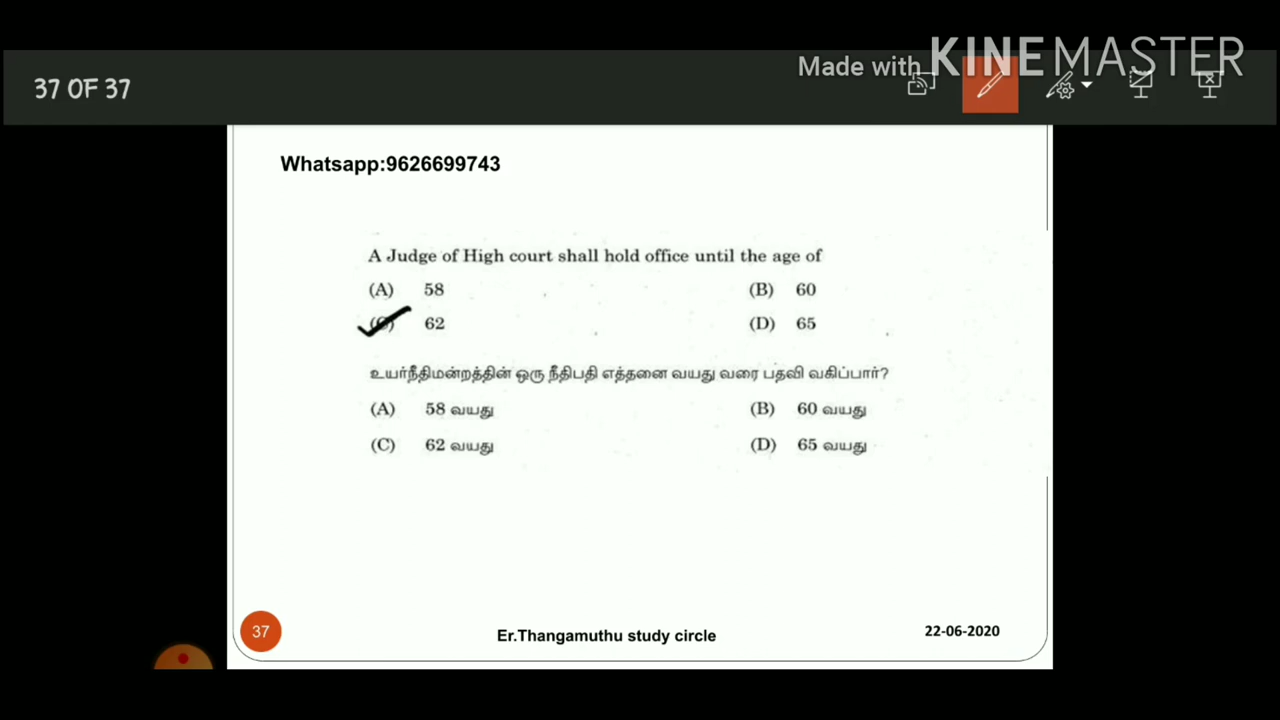 Made with KINEMASTER
37 OF 37
Whatsapp:9626699743
A Judge of High court shall hold office until the age of
(A) 58 (B) 60
(C) 62 (D) 65
உயர்நீதிமன்றத்தின் ஒரு நீதிபதி எத்தனை வயது வரை பதவி வகிப்பார்?
(A) 58 வயது (B) 60 வயது
(C) 62 வயது (D) 65 வயது
37 Er.Thangamuthu study circle 22-06-2020